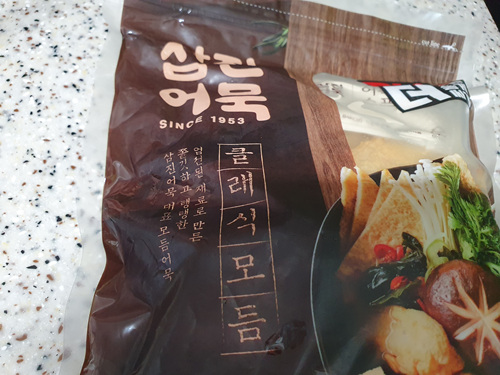 삼진
어묵
SINCE 1953
클래식모듬
엄선된 재료로 만든
쫄깃하고 탱탱한
삼진어묵 대표 모듬어묵